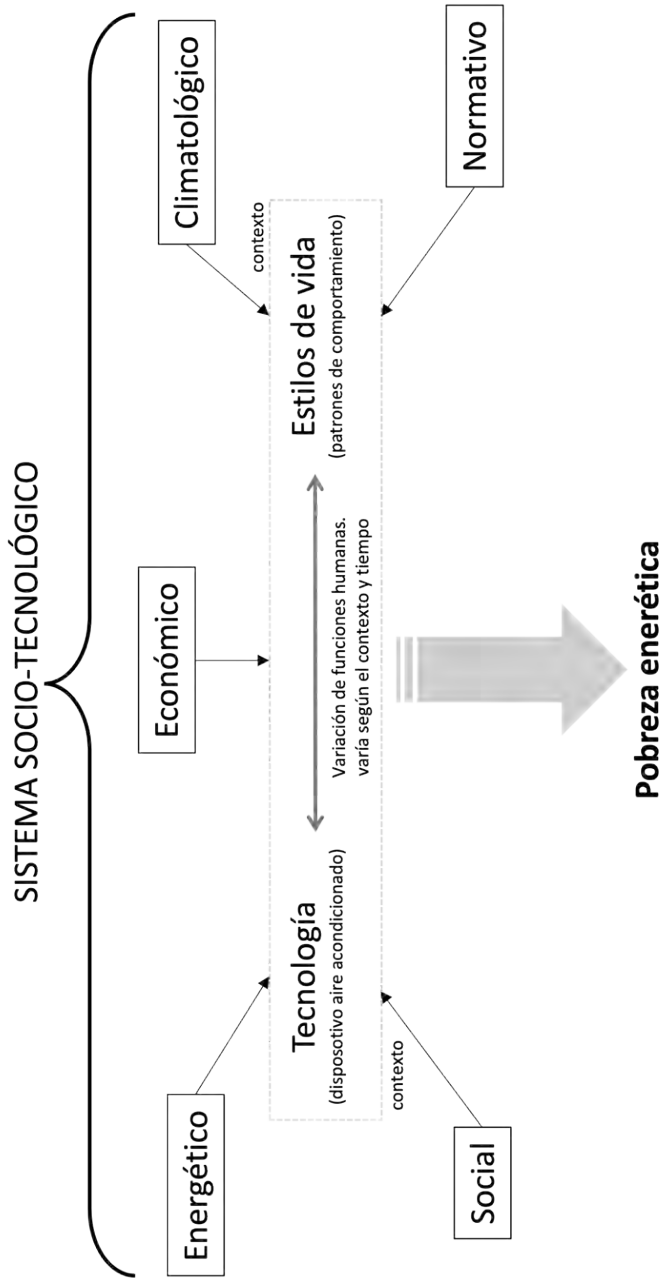 SISTEMA SOCIO-TECNOLÓGICO
Energético
Económico
Climatológico
contexto
Tecnología
(disposotivo aire acondicionado)
Variación de funciones humanas.
varía según el contexto y tiempo
Estilos de vida
(patrones de comportamiento)
contexto
Social
Normativo
Pobreza enerética